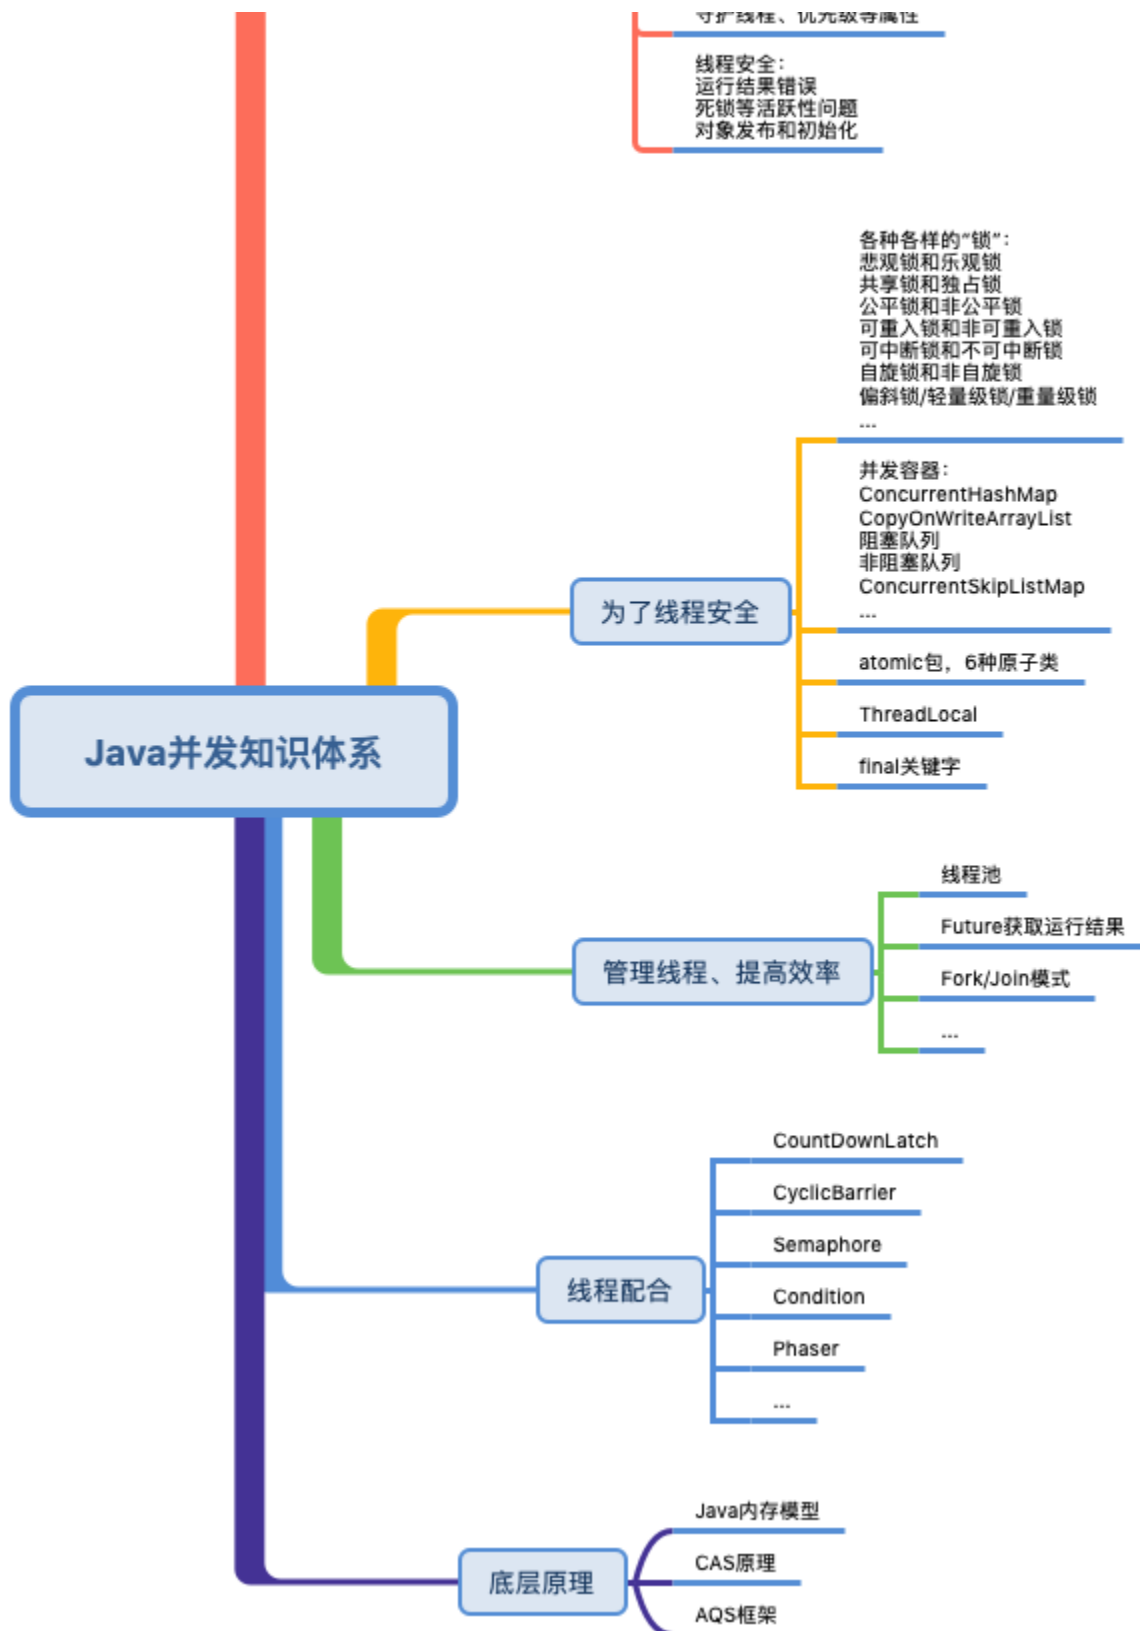 守护线程、优先级等属性
线程安全：
运行结果错误
死锁等活跃性问题
对象发布和初始化
各种各样的“锁”：
悲观锁和乐观锁
共享锁和独占锁
公平锁和非公平锁
可重入锁和非可重入锁
可中断锁和不可中断锁
自旋锁和非自旋锁
偏斜锁/轻量级锁/重量级锁
...
并发容器：
ConcurrentHashMap
CopyOnWriteArrayList
阻塞队列
非阻塞队列
ConcurrentSkipListMap
...
为了线程安全
atomic包，6种原子类
ThreadLocal
final关键字
Java并发知识体系
线程池
Future获取运行结果
管理线程、提高效率
Fork/Join模式
...
CountDownLatch
CyclicBarrier
Semaphore
线程配合
Condition
Phaser
...
Java内存模型
CAS原理
底层原理
AQS框架